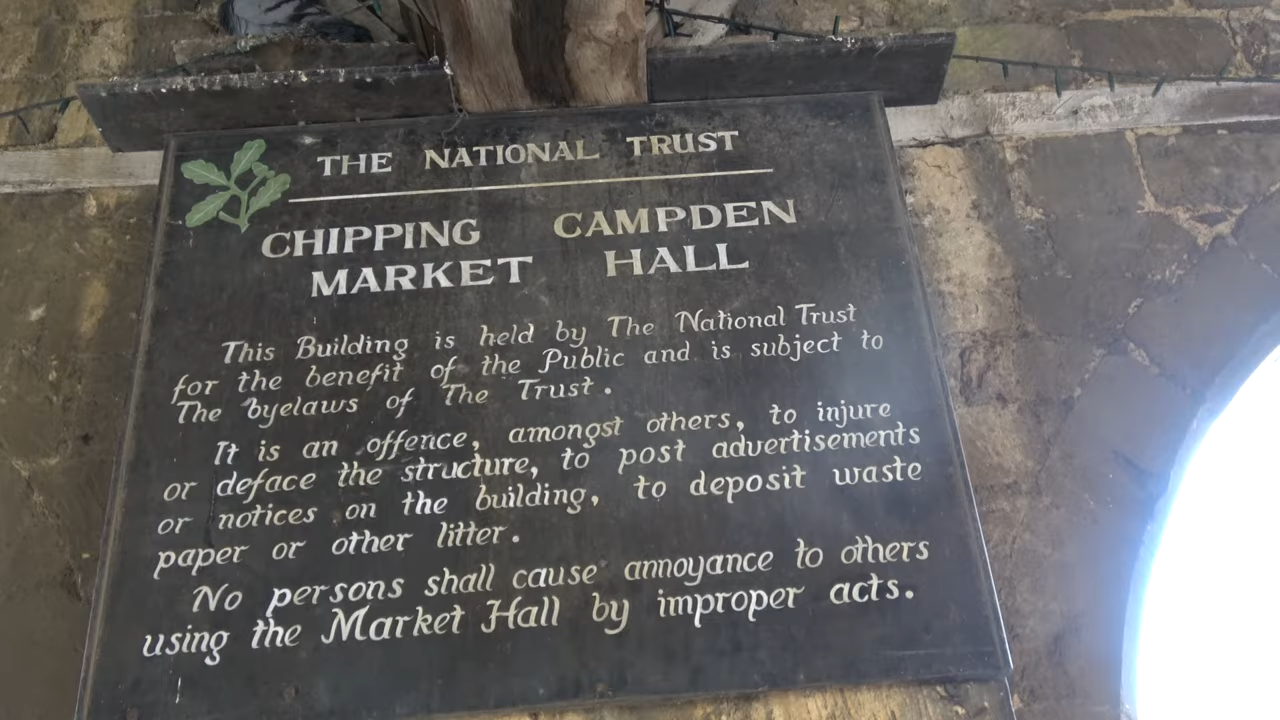 THE NATIONAL TRUST
CHIPPING CAMPDEN
MARKET HALL
This Building is held by The National Trust
for the benefit of the Public and is subject to
The byelaws of The Trust.
It is an offence, amongst others, to injure
or deface the structure, to post advertisements
or notices on the building, to deposit waste
paper or other litter.
No persons shall cause annoyance to others
using the Market Hall by improper acts.